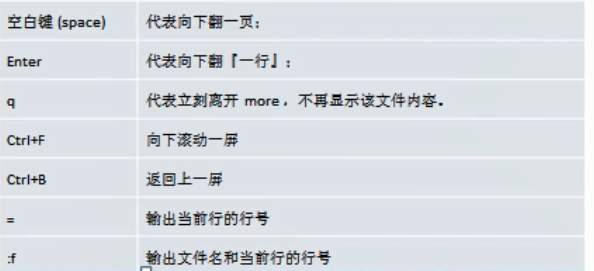 空白键 (space) 代表向下翻一页;
Enter 代表向下翻『一行』;
q 代表立刻离开 more ，不再显示该文件内容。
Ctrl+F 向下滚动一屏
Ctrl+B 返回上一屏
= 输出当前行的行号
:f 输出文件名和当前行的行号